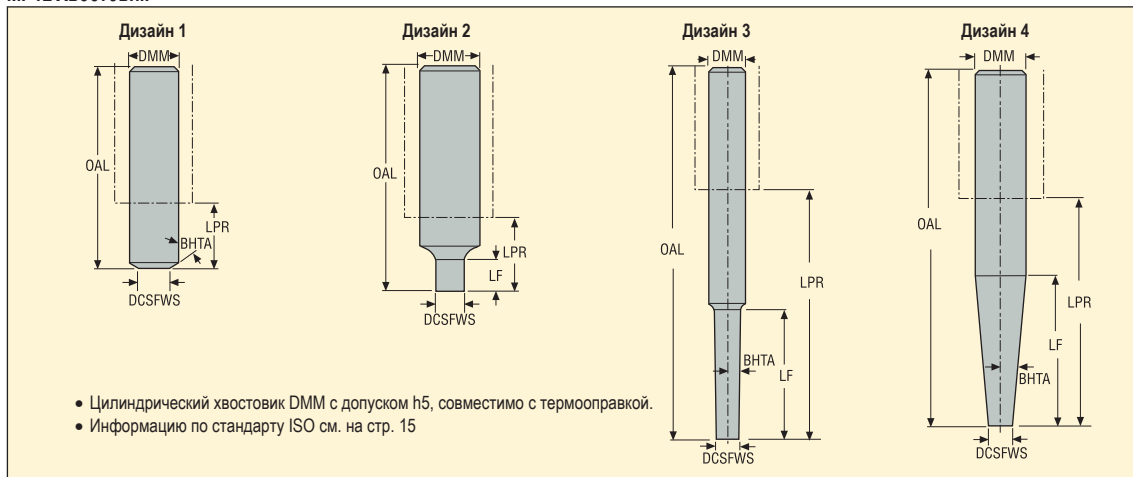 Дизайн 1
DMM
OAL
LPR
BHTA
DCSFWS
Дизайн 2
DMM
OAL
LPR
LF
DCSFWS
Дизайн 3
DMM
OAL
LPR
BHTA
LF
DCSFWS
Дизайн 4
DMM
OAL
LPR
LF
BHTA
DCSFWS
• Цилиндрический хвостовик DMM с допуском h5, совместимо с термооправкой.
• Информацию по стандарту ISO см. на стр. 15